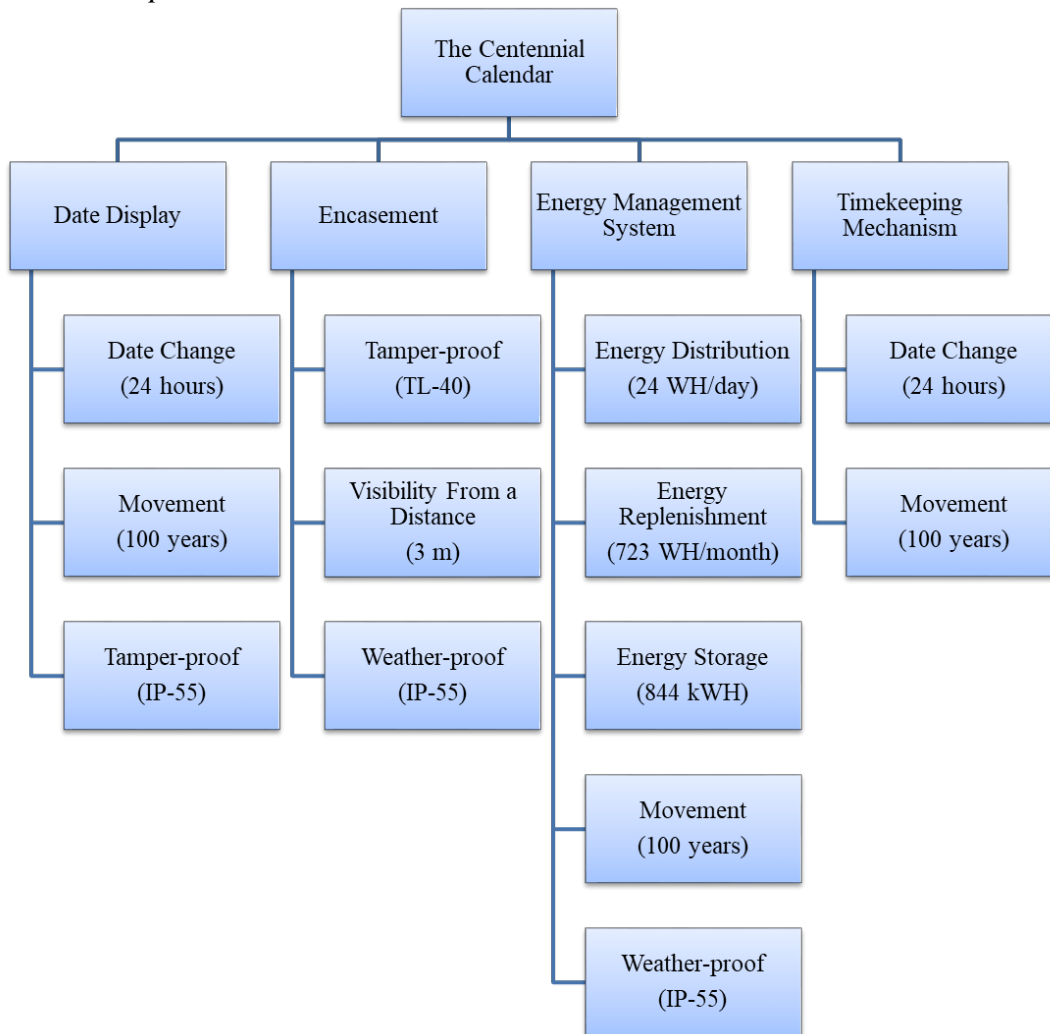 The Centennial
Calendar
Date Display
Encasement
Energy Management
System
Timekeeping
Mechanism
Date Change
(24 hours)
Tamper-proof
(TL-40)
Energy Distribution
(24 WH/day)
Date Change
(24 hours)
Movement
(100 years)
Visibility From a
Distance
(3 m)
Energy
Replenishment
(723 WH/month)
Movement
(100 years)
Tamper-proof
(IP-55)
Weather-proof
(IP-55)
Energy Storage
(844 kWH)
Movement
(100 years)
Weather-proof
(IP-55)